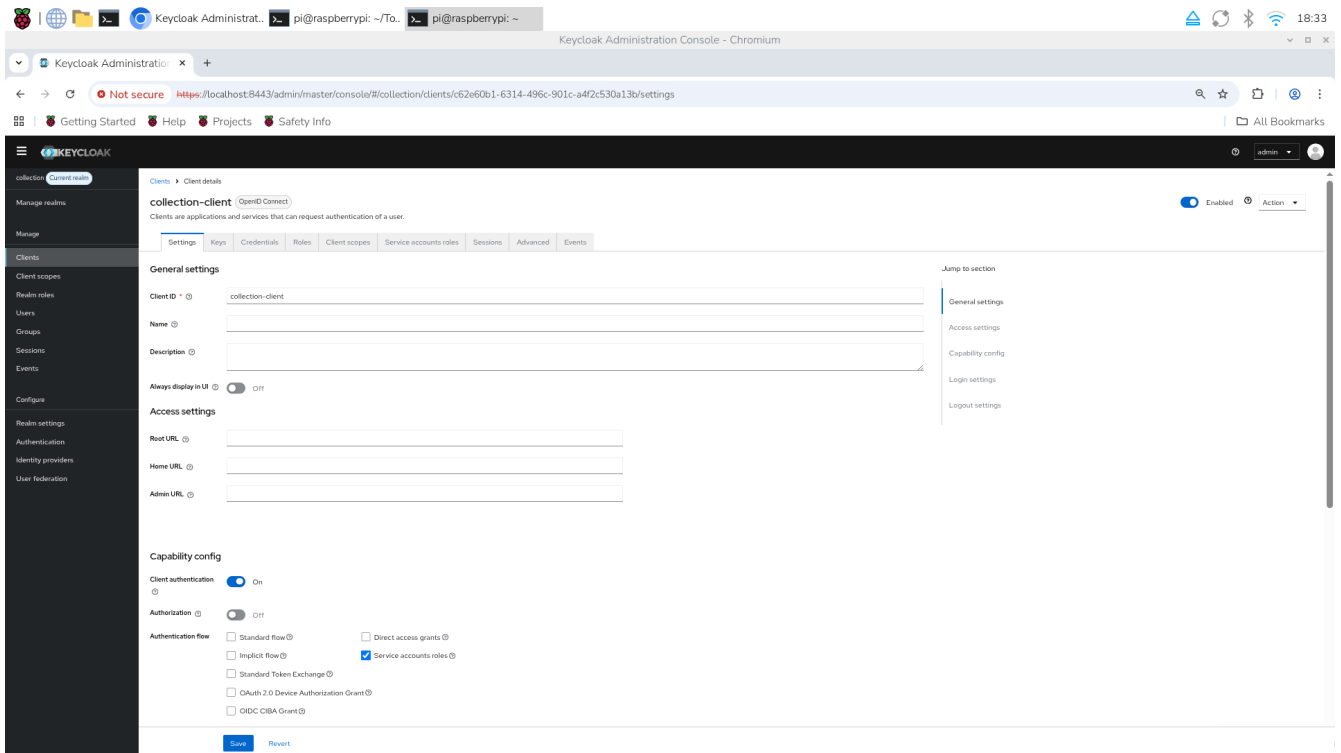 Keycloak Administrat.. pi@raspberrypi: ~/To.. pi@raspberrypi: ~ 18:33
Keycloak Administration Console - Chromium
Keycloak Administratio
Not secure https://localhost:8443/admin/master/console/#/collection/clients/c62e60b1-6314-496c-901c-a4f2c530a13b/settings
Getting Started Help Projects Safety Info All Bookmarks
KEYCLOAK admin
collection Current realm
Manage realms
Manage
Clients
Client scopes
Realm roles
Users
Groups
Sessions
Events
Configure
Realm settings
Authentication
Identity providers
User federation
Clients > Client details
collection-client OpenID Connect Enabled Action
Clients are applications and services that can request authentication of a user.
Settings Keys Credentials Roles Client scopes Service accounts roles Sessions Advanced Events
General settings
Client ID * collection-client
Name
Description
Always display in UI Off
Access settings
Root URL
Home URL
Admin URL
Capability config
Client authentication On
Authorization Off
Authentication flow Standard flow Direct access grants
Implicit flow Service accounts roles
Standard Token Exchange
OAuth 2.0 Device Authorization Grant
OIDC CIBA Grant
Save Revert
Jump to section
General settings
Access settings
Capability config
Login settings
Logout settings